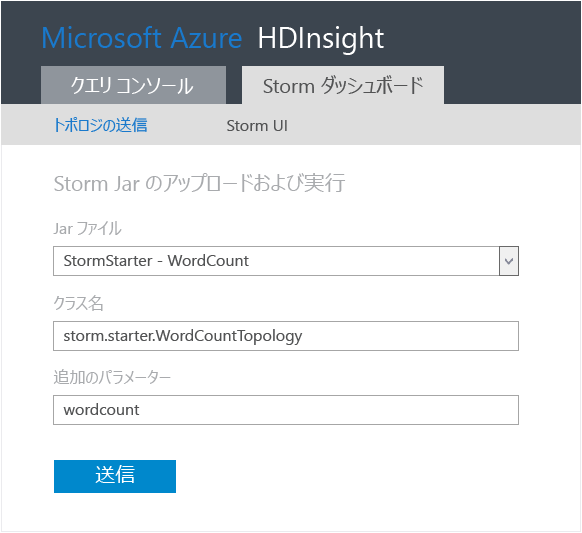 Microsoft Azure HDInsight
クエリ コンソール Storm ダッシュボード
トポロジの送信 Storm UI
Storm Jar のアップロードおよび実行
Jar ファイル
StormStarter - WordCount
クラス名
storm.starter.WordCountTopology
追加のパラメーター
wordcount
送信